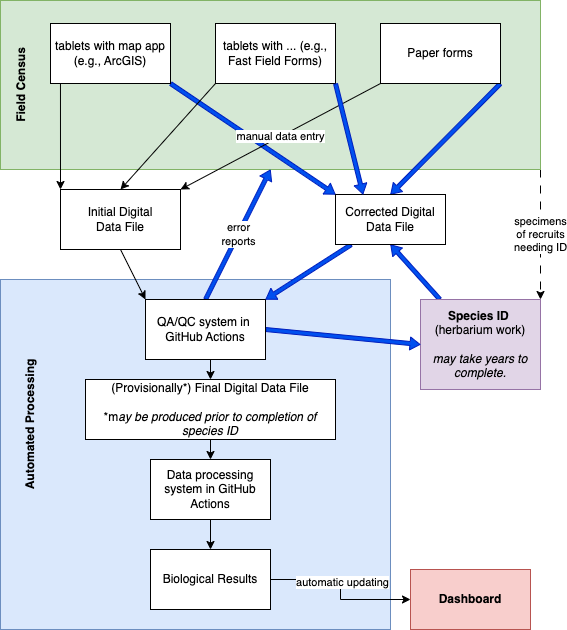 Field Census
tablets with map app
(e.g., ArcGIS)
tablets with ... (e.g.,
Fast Field Forms)
Paper forms
manual data entry
Initial Digital
Data File
error
reports
Corrected Digital
Data File
specimens
of recruits
needing ID
Automated Processing
QA/QC system in
GitHub Actions
Species ID
(herbarium work)
may take years to
complete.
(Provisionally*) Final Digital Data File
*may be produced prior to completion of
species ID
Data processing
system in GitHub
Actions
Biological Results
automatic updating
Dashboard